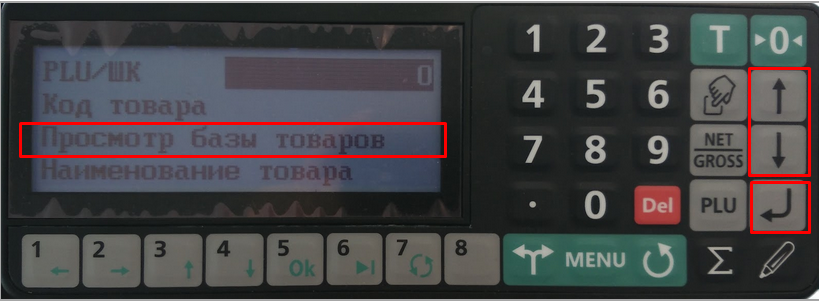 PLU/ШК 0
Код товара
Просмотр базы товаров
Наименование товара
1 2 3 T ▸0◂
4 5 6 ↑
7 8 9 NET GROSS ↓
· 0 Del PLU ↵
1 ← 2 → 3 ↑ 4 ↓ 5 Ok 6 ▸| 7 8 MENU Σ